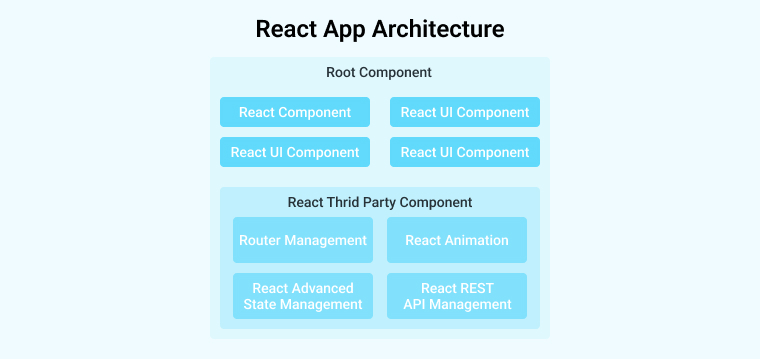 React App Architecture
Root Component
React Component
React UI Component
React UI Component
React UI Component
React Thrid Party Component
Router Management
React Animation
React Advanced
State Management
React REST
API Management